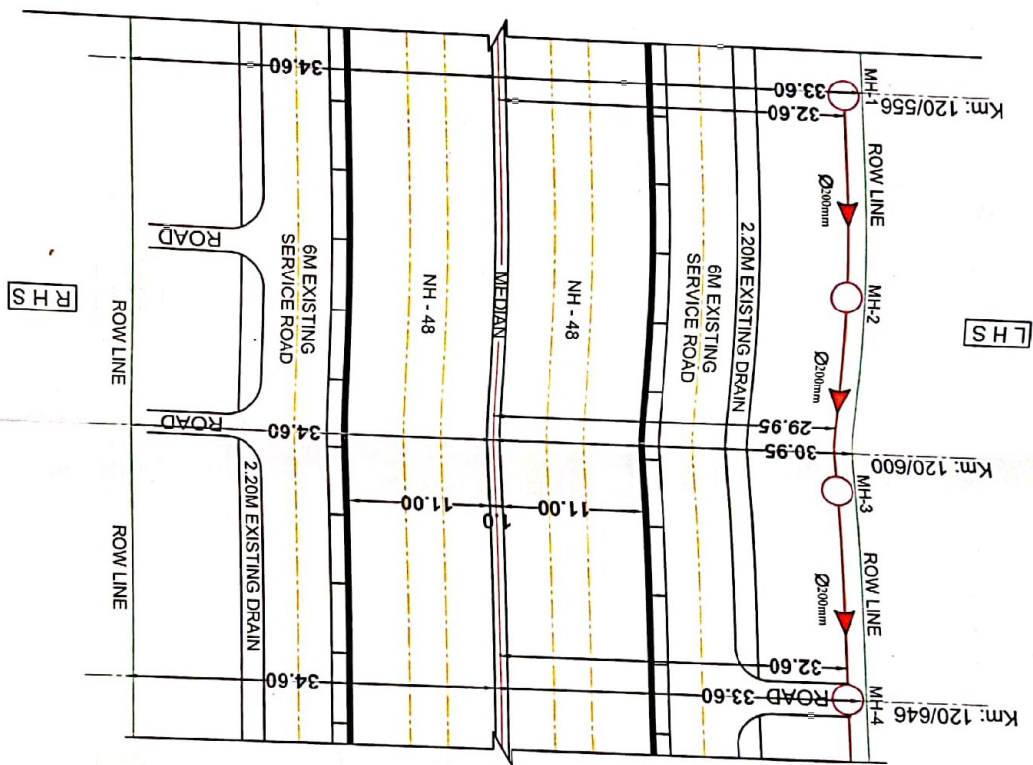 34.60
33.60
MH-1
Km: 120/556
32.60
ROW LINE
Ø200mm
ROAD
6M EXISTING
SERVICE ROAD
NH - 48
MEDIAN
NH - 48
6M EXISTING
SERVICE ROAD
2.20M EXISTING DRAIN
MH-2
RHS
LHS
ROW LINE
Ø200mm
ROAD
34.60
29.95
30.95
Km: 120/600
MH-3
2.20M EXISTING DRAIN
11.00
1.0
11.00
ROW LINE
ROW LINE
Ø200mm
32.60
34.60
33.60
ROAD
MH-4
Km: 120/646